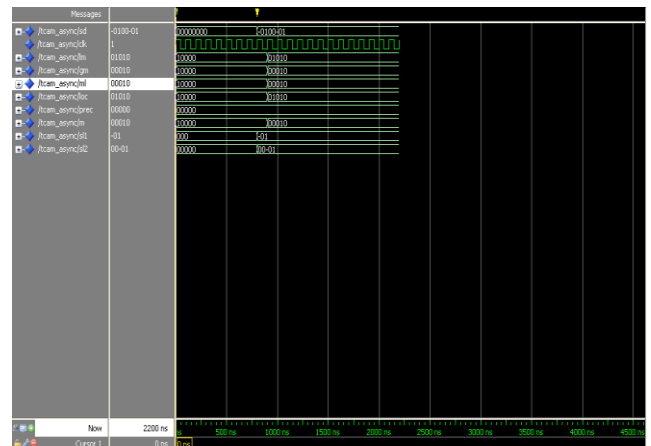 Messages
/tcam_async/sd -0100-01 00000000 -0100-01
/tcam_async/clk 1
/tcam_async/lm 01010 10000 01010
/tcam_async/gm 00010 10000 00010
/tcam_async/ml 00010 10000 00010
/tcam_async/loc 01010 10000 01010
/tcam_async/prec 00000 00000
/tcam_async/m 00010 10000 00010
/tcam_async/sl1 -01 000 -01
/tcam_async/sl2 00-01 00000 00-01
Now 2200 ns ns 500 ns 1000 ns 1500 ns 2000 ns 2500 ns 3000 ns 3500 ns 4000 ns 4500 ns
Cursor 1 0 ns 0 ns